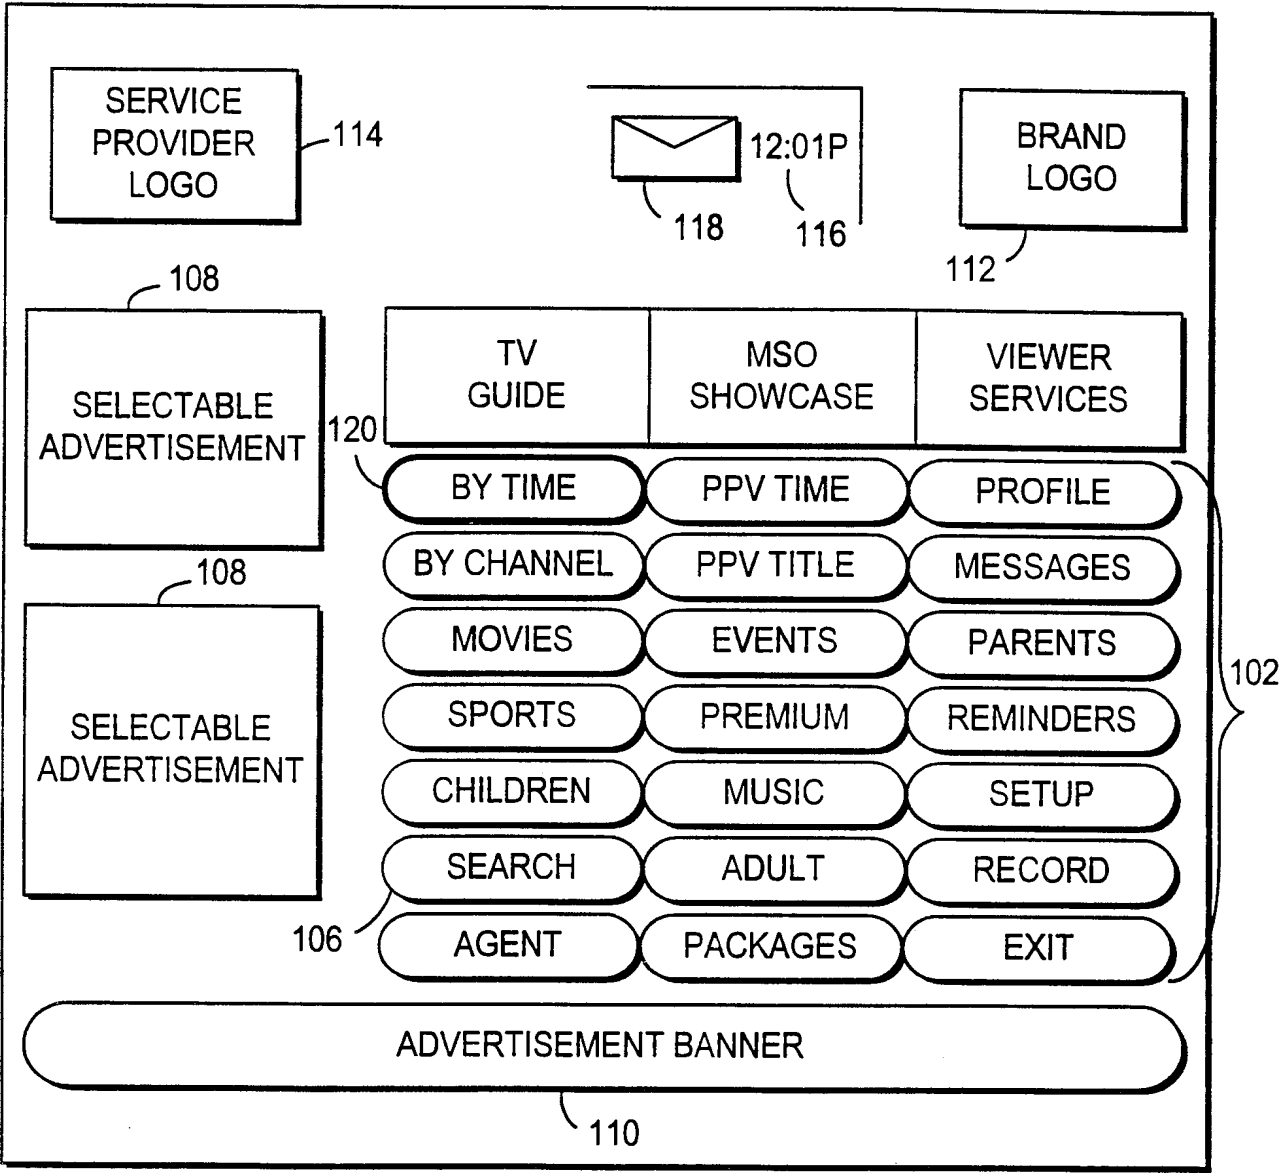 SERVICE
PROVIDER
LOGO
114
12:01P
118
116
BRAND
LOGO
112
108
SELECTABLE
ADVERTISEMENT
108
SELECTABLE
ADVERTISEMENT
TV
GUIDE
MSO
SHOWCASE
VIEWER
SERVICES
120
BY TIME
PPV TIME
PROFILE
BY CHANNEL
PPV TITLE
MESSAGES
MOVIES
EVENTS
PARENTS
102
SPORTS
PREMIUM
REMINDERS
CHILDREN
MUSIC
SETUP
SEARCH
ADULT
RECORD
106
AGENT
PACKAGES
EXIT
ADVERTISEMENT BANNER
110